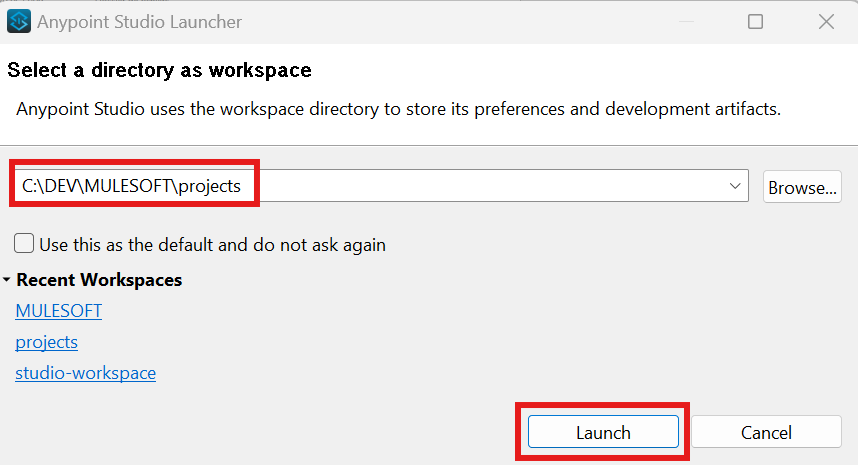 Anypoint Studio Launcher
Select a directory as workspace
Anypoint Studio uses the workspace directory to store its preferences and development artifacts.
C:\DEV\MULESOFT\projects
Browse...
Use this as the default and do not ask again
Recent Workspaces
MULESOFT
projects
studio-workspace
Launch
Cancel